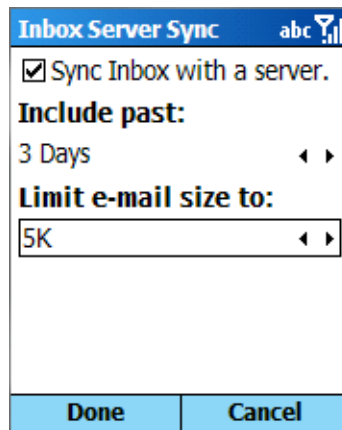 Inbox Server Sync abc
Sync Inbox with a server.
Include past:
3 Days
Limit e-mail size to:
5K
Done Cancel